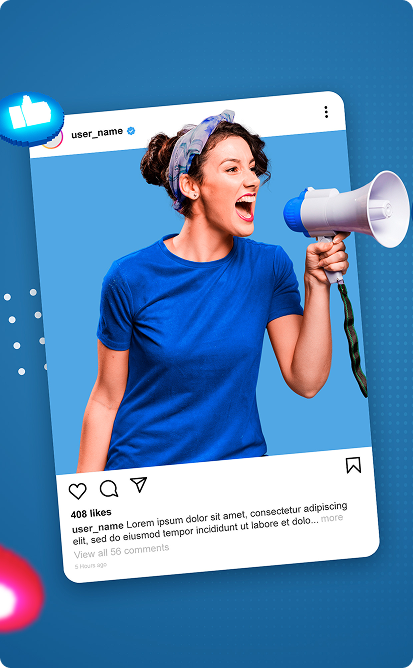 user_name
408 likes
user_name Lorem ipsum dolor sit amet, consectetur adipiscing
elit, sed do eiusmod tempor incididunt ut labore et dolo... more
View all 56 comments
5 Hours ago